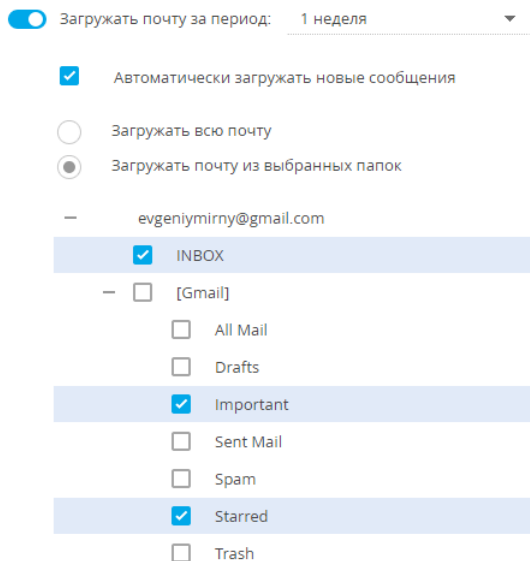 Загружать почту за период: 1 неделя
Автоматически загружать новые сообщения
Загружать всю почту
Загружать почту из выбранных папок
evgeniymirny@gmail.com
INBOX
[Gmail]
All Mail
Drafts
Important
Sent Mail
Spam
Starred
Trash